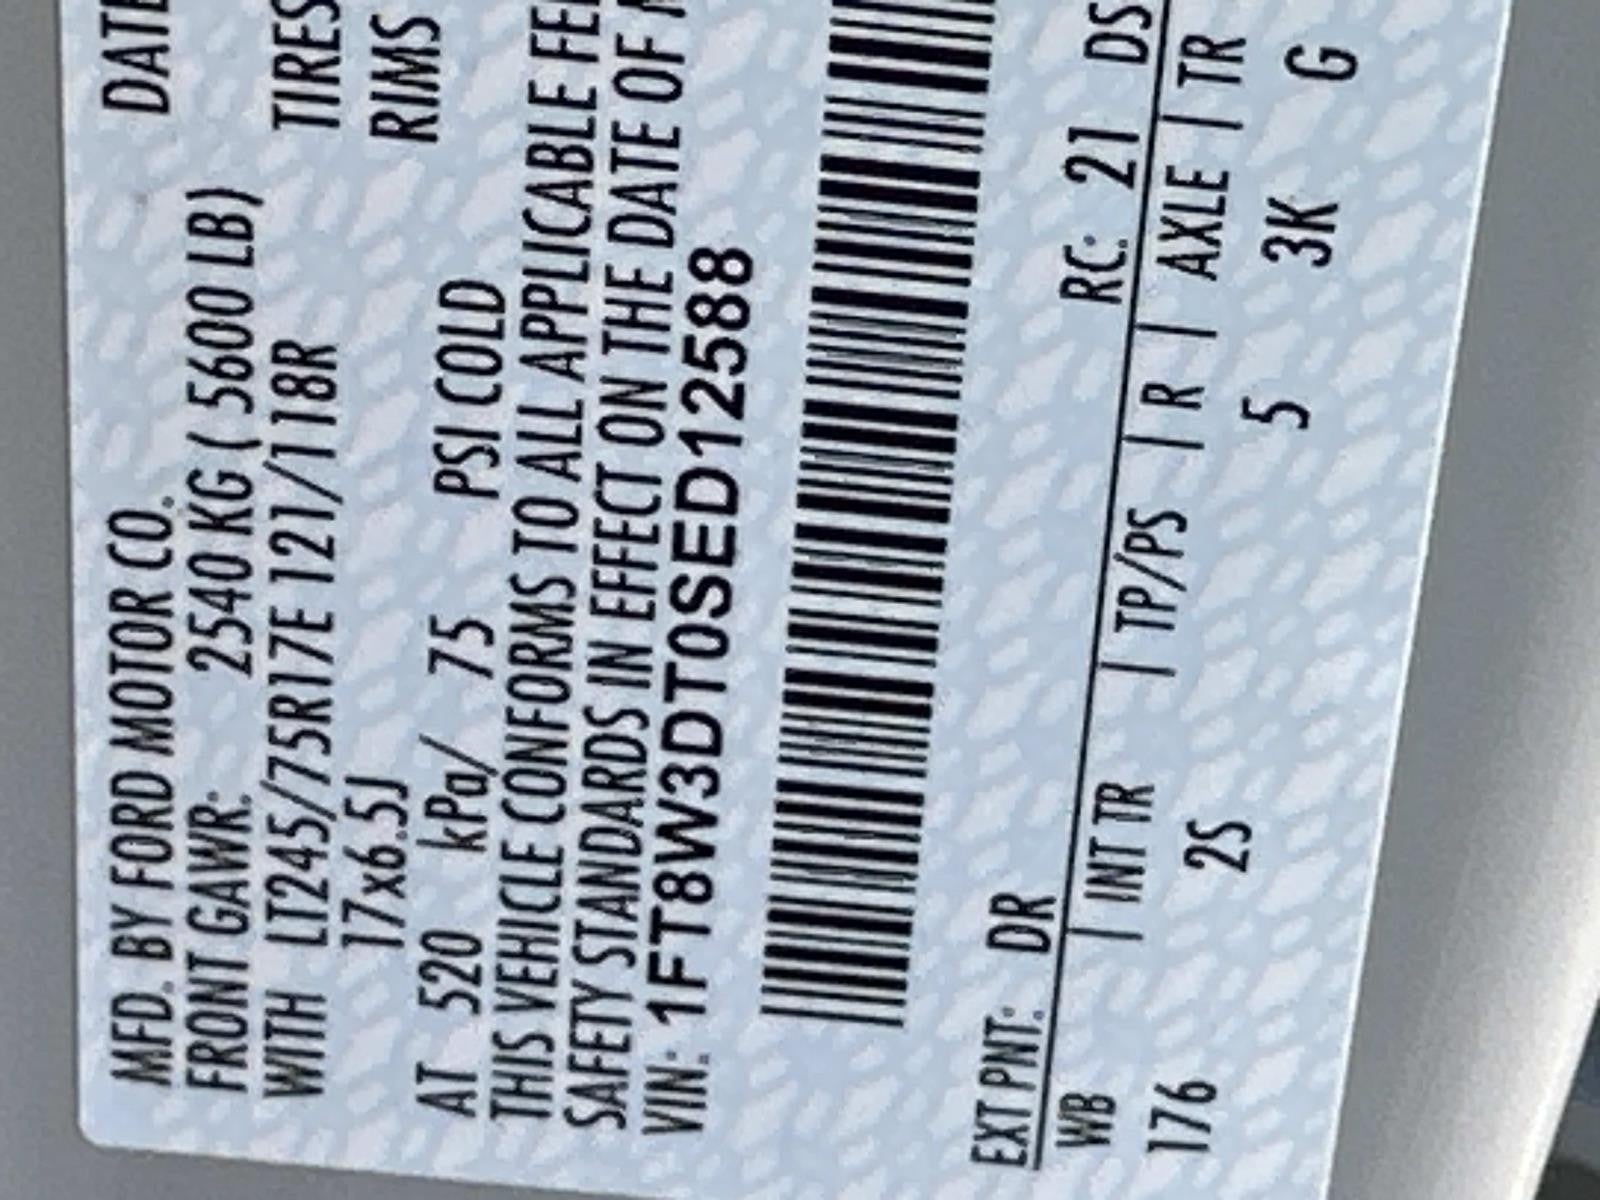 MFD. BY FORD MOTOR CO. DATE
FRONT GAWR: 2540 KG ( 5600 LB)
WITH LT245/75R17E 121/118R TIRES
17x6.5J RIMS
AT 520 kPa/ 75 PSI COLD
THIS VEHICLE CONFORMS TO ALL APPLICABLE FE
SAFETY STANDARDS IN EFFECT ON THE DATE OF
VIN: 1FT8W3DT0SED12588
EXT PNT: DR RC: 21 DS
WB | INT TR | TP/PS | R | AXLE | TR
176 2S 5 3K G